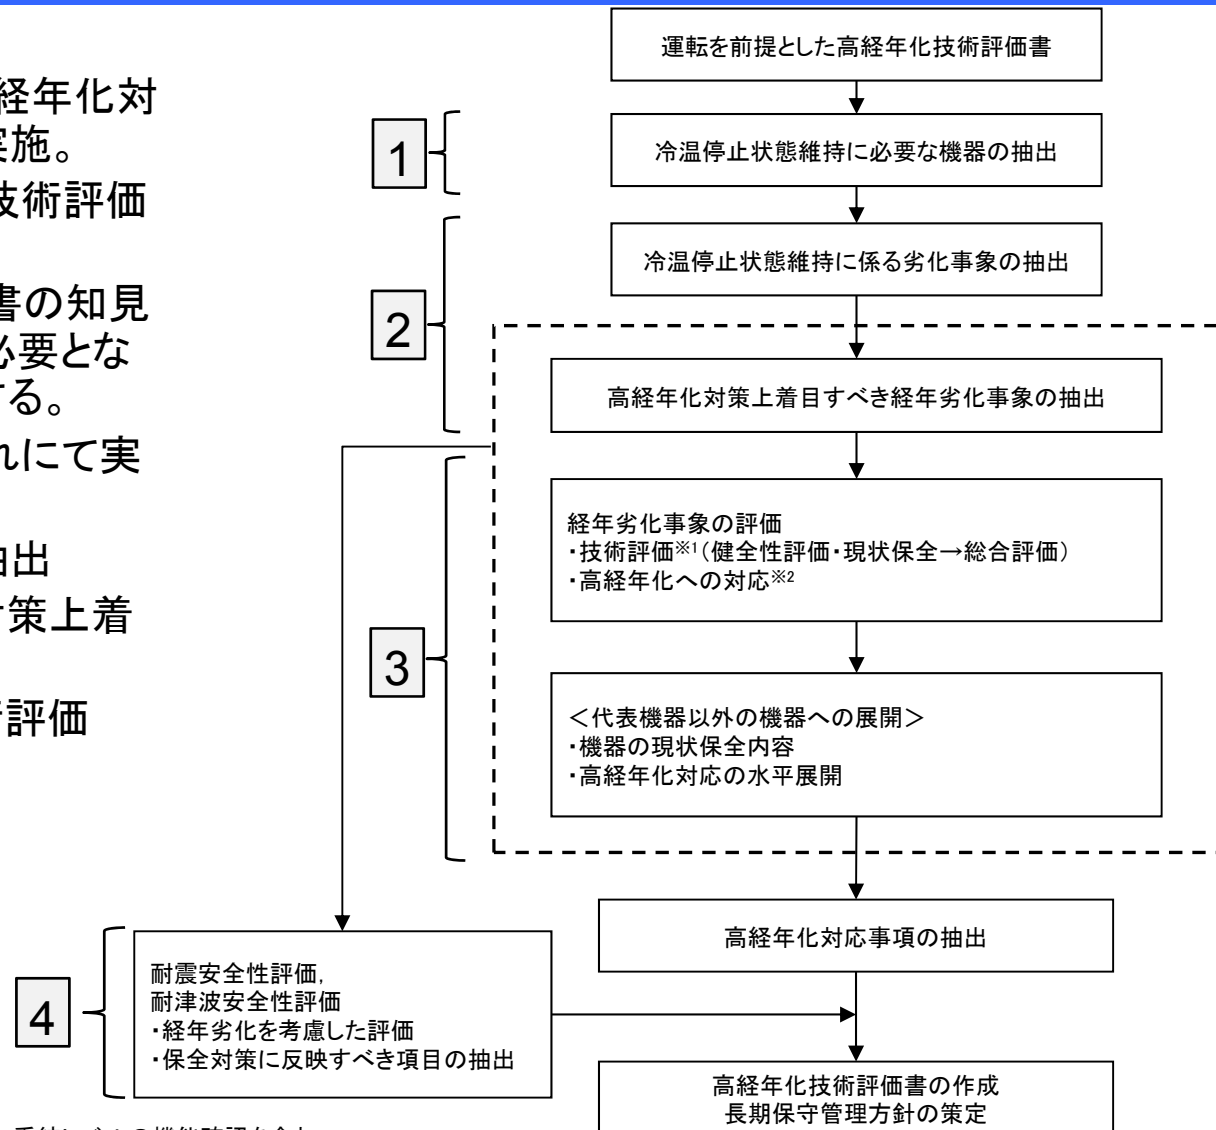 経年化対
実施。
技術評価
書の知見
必要とな
する。
れにて実
抽出
対策上着
術評価
運転を前提とした高経年化技術評価書
1
冷温停止状態維持に必要な機器の抽出
2
冷温停止状態維持に係る劣化事象の抽出
高経年化対策上着目すべき経年劣化事象の抽出
3
経年劣化事象の評価
・技術評価※1（健全性評価・現状保全→総合評価）
・高経年化への対応※2
＜代表機器以外の機器への展開＞
・機器の現状保全内容
・高経年化対応の水平展開
高経年化対応事項の抽出
4
耐震安全性評価,
耐津波安全性評価
・経年劣化を考慮した評価
・保全対策に反映すべき項目の抽出
高経年化技術評価書の作成
長期保守管理方針の策定